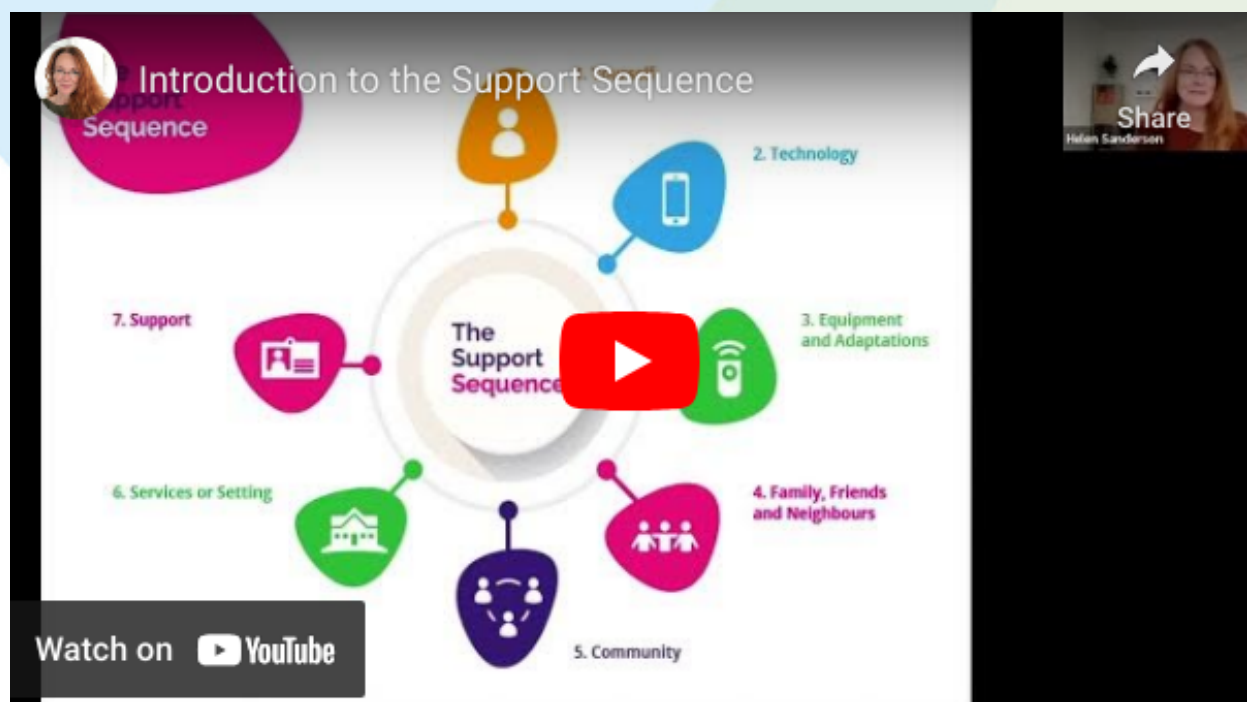 Introduction to the Support Sequence
Support
Sequence
Share
Helen Sanderson
2. Technology
3. Equipment
and Adaptations
4. Family, Friends
and Neighbours
5. Community
6. Services or Setting
7. Support
The
Support
Sequence
Watch on YouTube